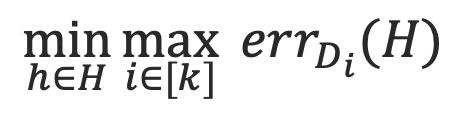 min max err_{D_i}(H)
h∈H i∈[k]